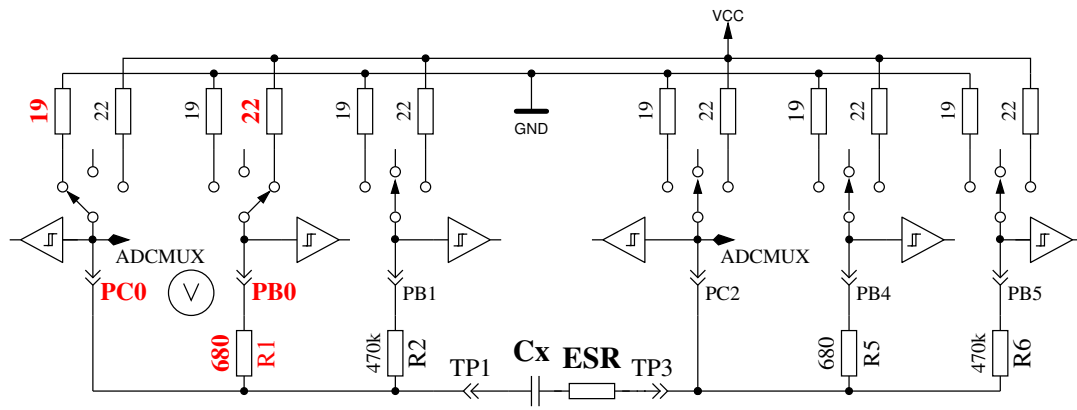 VCC
19
22
19
22
19
22
GND
19
22
19
22
19
22
ADCMUX
ADCMUX
PC0
V
PB0
PB1
PC2
PB4
PB5
680
R1
470k
R2
680
R5
470k
R6
TP1
Cx
ESR
TP3